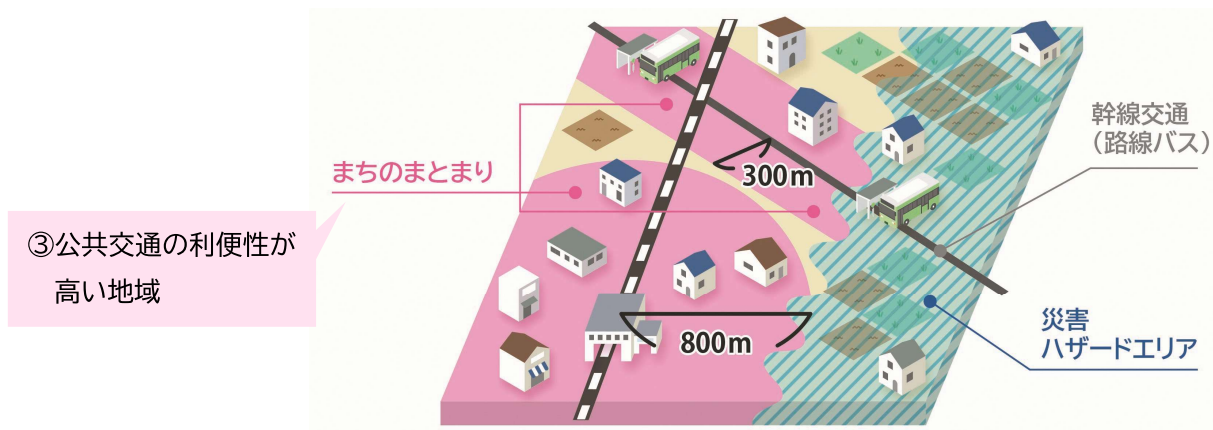 幹線交通
(路線バス)
300m
まちのまとまり
③公共交通の利便性が
高い地域
800m
災害
ハザードエリア